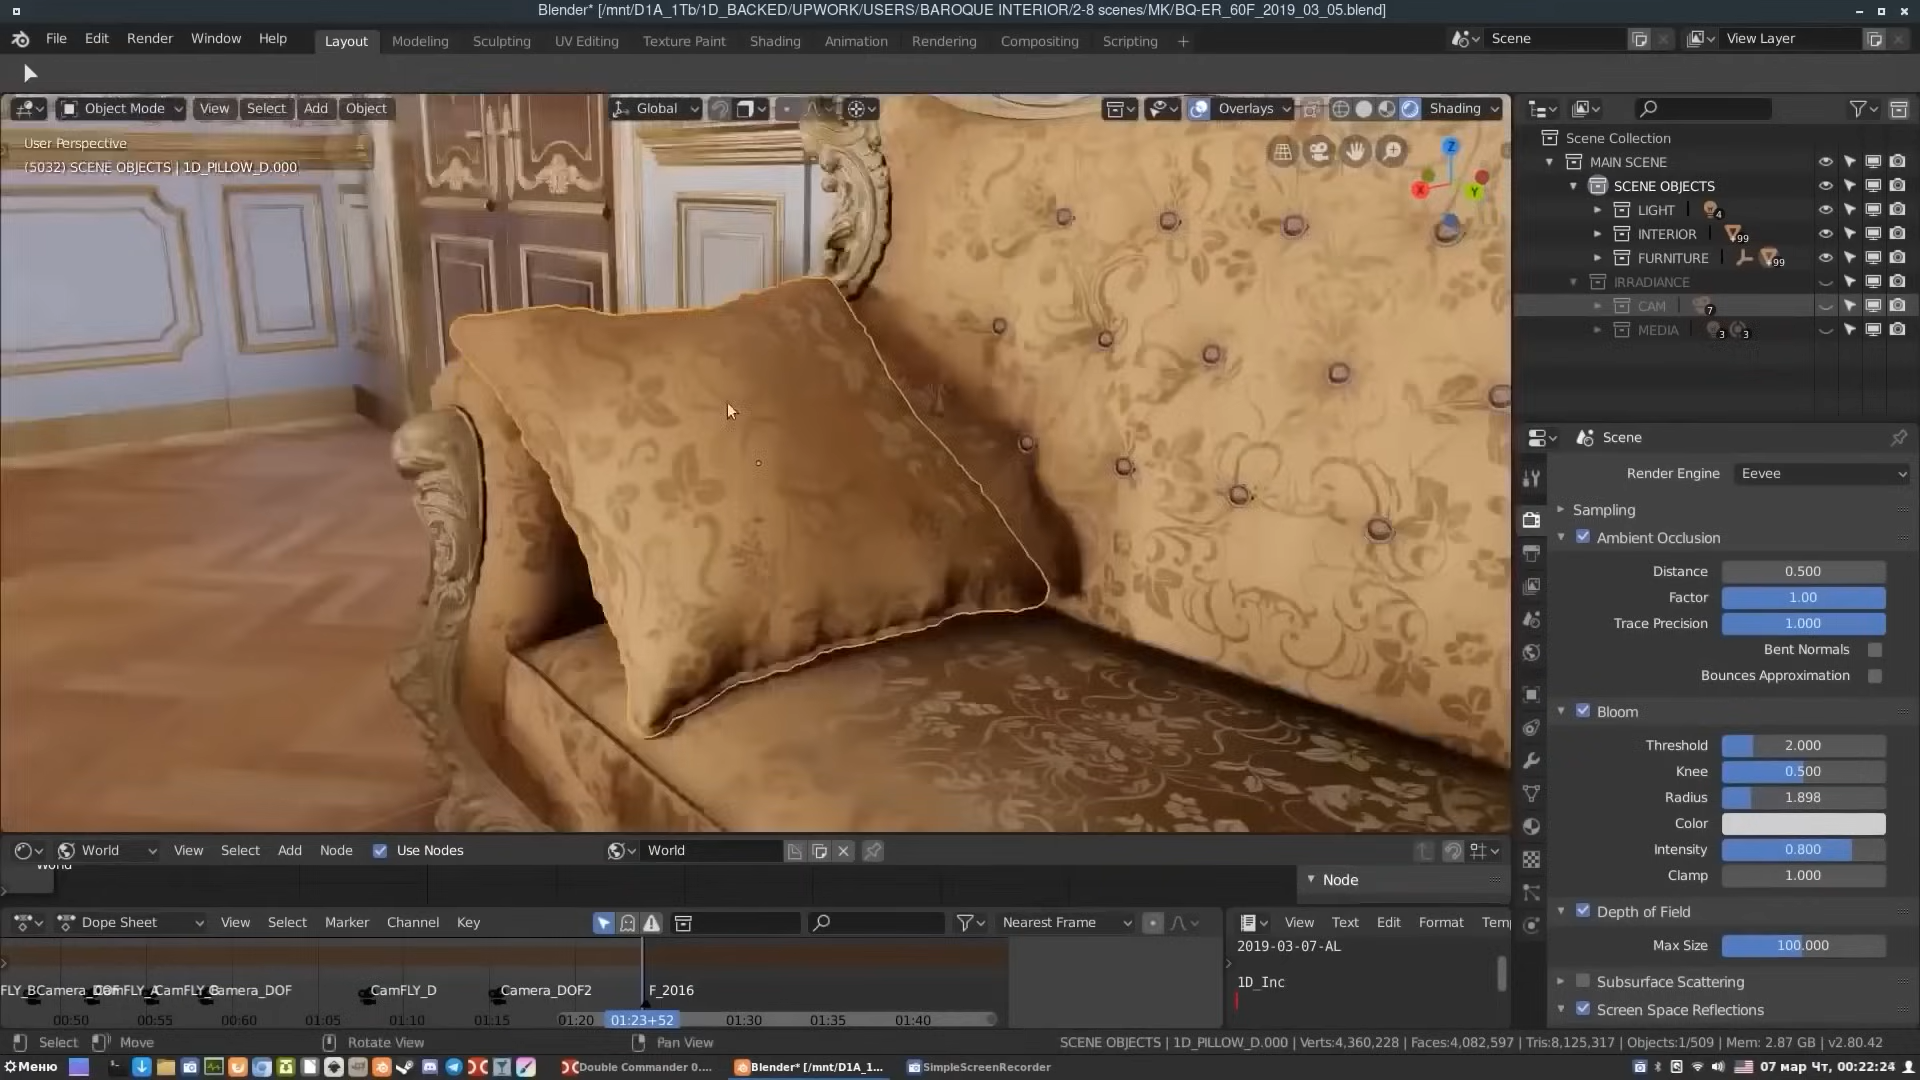 Blender* [/mnt/D1A_1Tb/1D_BACKED/UPWORK/USERS/BAROQUE INTERIOR/2-8 scenes/MK/BQ-ER_60F_2019_03_05.blend]
File Edit Render Window Help Layout Modeling Sculpting UV Editing Texture Paint Shading Animation Rendering Compositing Scripting + Scene View Layer
Object Mode View Select Add Object Global Overlays Shading
User Perspective
(5032) SCENE OBJECTS | 1D_PILLOW_D.000
Z
X
Y
Scene Collection
MAIN SCENE
SCENE OBJECTS
LIGHT 4
INTERIOR 99
FURNITURE 99
IRRADIANCE
CAM 7
MEDIA 3 3
Scene
Render Engine Eevee
Sampling
Ambient Occlusion
Distance 0.500
Factor 1.00
Trace Precision 1.000
Bent Normals
Bounces Approximation
Bloom
Threshold 2.000
Knee 0.500
Radius 1.898
Color
Intensity 0.800
Clamp 1.000
Depth of Field
Max Size 100.000
Subsurface Scattering
Screen Space Reflections
World View Select Add Node Use Nodes World
World
Node
Dope Sheet View Select Marker Channel Key Nearest Frame
View Text Edit Format Temp
2019-03-07-AL
1D_Inc
CamFLY_D Camera_DOF2 F_2016
00:50 00:55 00:60 01:05 01:10 01:15 01:20 01:23+52 01:30 01:35 01:40
Select Move Rotate View Pan View SCENE OBJECTS | 1D_PILLOW_D.000 | Verts:4,360,228 | Faces:4,082,597 | Tris:8,125,317 | Objects:1/509 | Mem: 2.87 GB | v2.80.42
Меню Double Commander 0.... Blender* [/mnt/D1A_1... SimpleScreenRecorder 07 мар Чт, 00:22:24